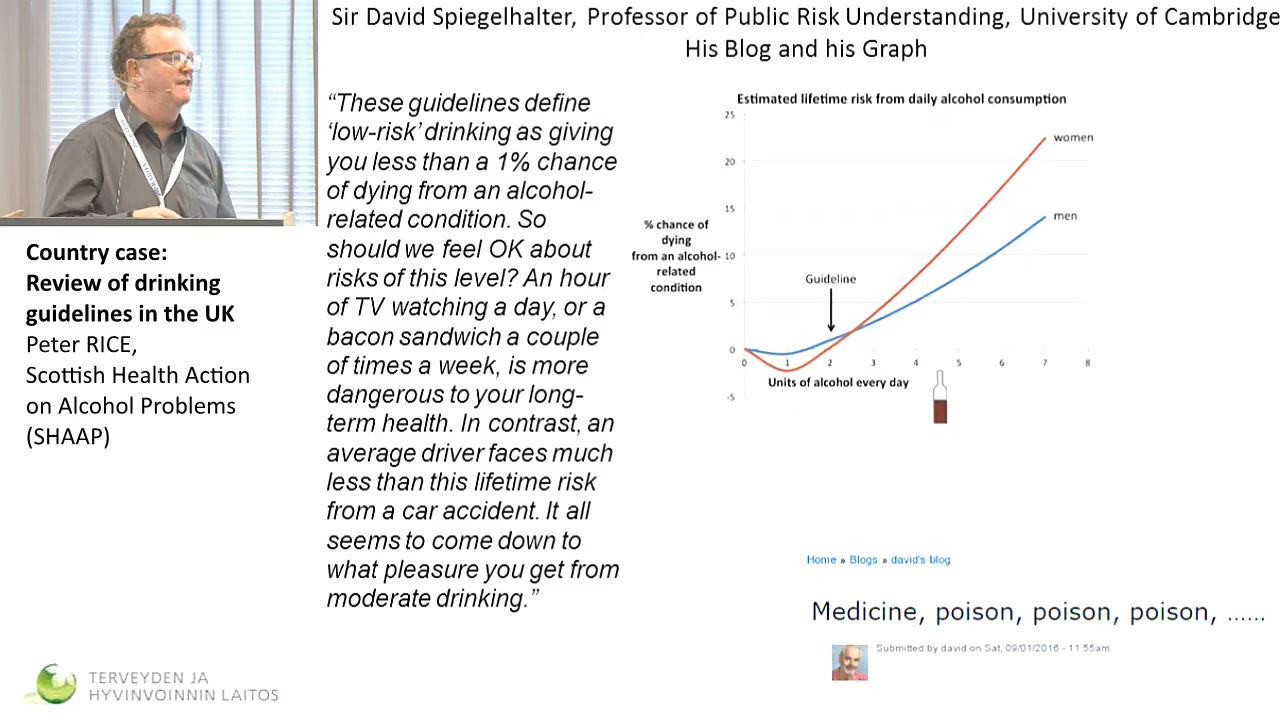 Sir David Spiegelhalter, Professor of Public Risk Understanding, University of Cambridge
His Blog and his Graph
“These guidelines define
‘low-risk’ drinking as giving
you less than a 1% chance
of dying from an alcohol-
related condition. So
should we feel OK about
risks of this level? An hour
of TV watching a day, or a
bacon sandwich a couple
of times a week, is more
dangerous to your long-
term health. In contrast, an
average driver faces much
less than this lifetime risk
from a car accident. It all
seems to come down to
what pleasure you get from
moderate drinking.”
Estimated lifetime risk from daily alcohol consumption
25
20
15
10
5
0
-5
% chance of
dying
from an alcohol-
related
condition
women
men
Guideline
0 1 2 3 4 5 6 7 8
Units of alcohol every day
Home » Blogs » david's blog
Medicine, poison, poison, poison, ......
Submitted by david on Sat, 09/01/2016 - 11:55am
Country case:
Review of drinking
guidelines in the UK
Peter RICE,
Scottish Health Action
on Alcohol Problems
(SHAAP)
TERVEYDEN JA
HYVINVOINNIN LAITOS